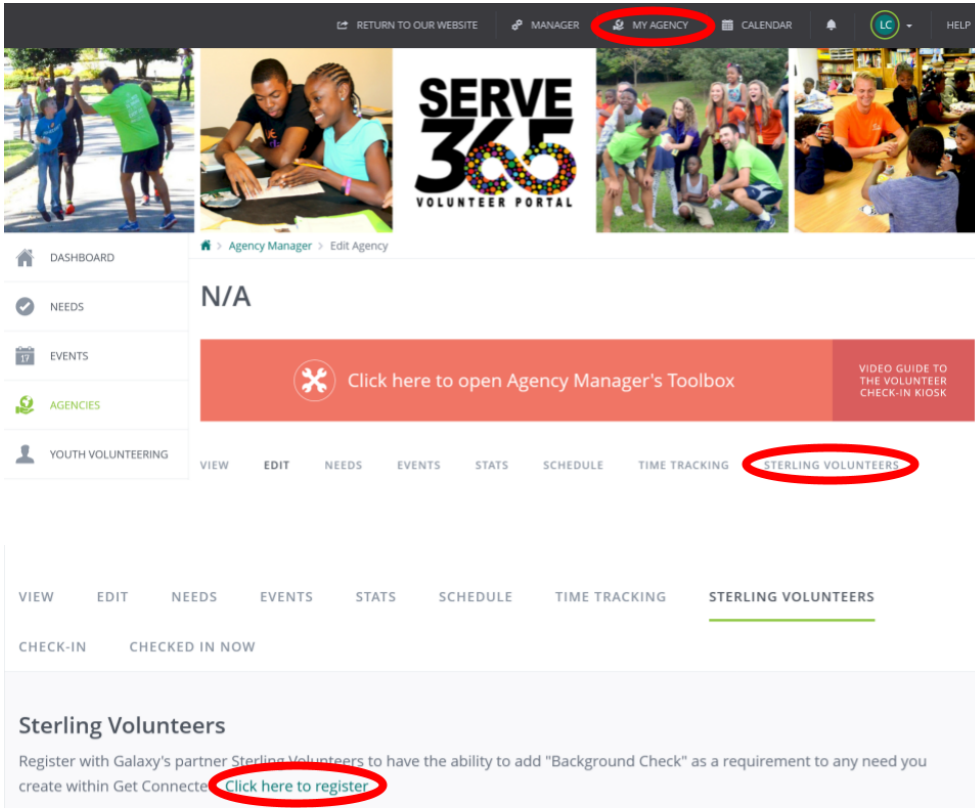 RETURN TO OUR WEBSITE MANAGER MY AGENCY CALENDAR LC HELP
SERVE
365
VOLUNTEER PORTAL
DASHBOARD
NEEDS
17 EVENTS
AGENCIES
YOUTH VOLUNTEERING
> Agency Manager > Edit Agency
N/A
Click here to open Agency Manager's Toolbox
VIDEO GUIDE TO
THE VOLUNTEER
CHECK-IN KIOSK
VIEW EDIT NEEDS EVENTS STATS SCHEDULE TIME TRACKING STERLING VOLUNTEERS
VIEW EDIT NEEDS EVENTS STATS SCHEDULE TIME TRACKING STERLING VOLUNTEERS
CHECK-IN CHECKED IN NOW
Sterling Volunteers
Register with Galaxy's partner Sterling Volunteers to have the ability to add "Background Check" as a requirement to any need you
create within Get Connecte Click here to register